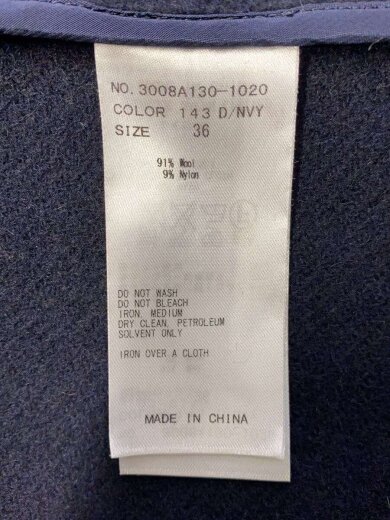 NO. 3008A130-1020
COLOR 143 D/NVY
SIZE 36
91% Wool
9% Nylon
DO NOT WASH
DO NOT BLEACH
IRON, MEDIUM
DRY CLEAN, PETROLEUM
SOLVENT ONLY
IRON OVER A CLOTH
MADE IN CHINA